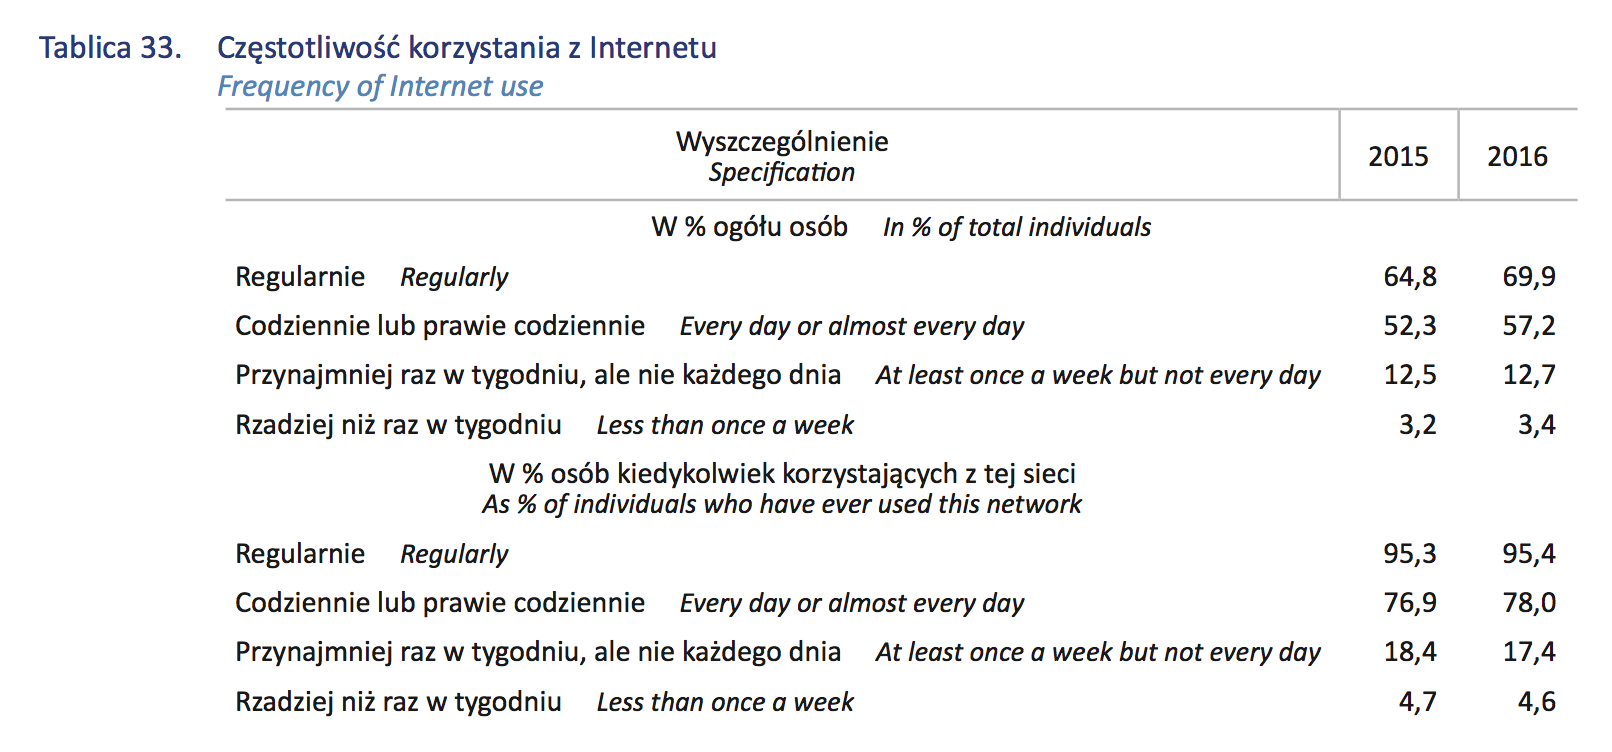 Tablica 33. Częstotliwość korzystania z Internetu
Frequency of Internet use
Wyszczególnienie
Specification
2015 2016
W % ogółu osób In % of total individuals
Regularnie Regularly 64,8 69,9
Codziennie lub prawie codziennie Every day or almost every day 52,3 57,2
Przynajmniej raz w tygodniu, ale nie każdego dnia At least once a week but not every day 12,5 12,7
Rzadziej niż raz w tygodniu Less than once a week 3,2 3,4
W % osób kiedykolwiek korzystających z tej sieci
As % of individuals who have ever used this network
Regularnie Regularly 95,3 95,4
Codziennie lub prawie codziennie Every day or almost every day 76,9 78,0
Przynajmniej raz w tygodniu, ale nie każdego dnia At least once a week but not every day 18,4 17,4
Rzadziej niż raz w tygodniu Less than once a week 4,7 4,6